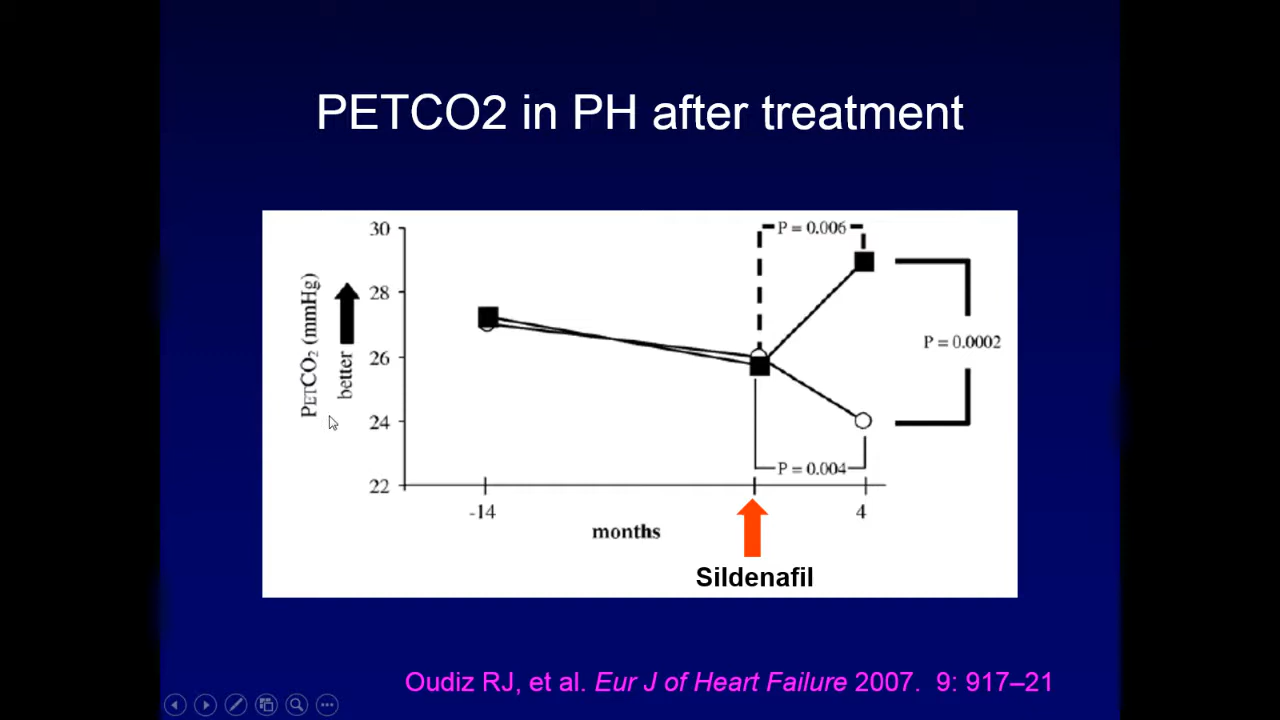 PETCO2 in PH after treatment
30
28
26
24
22
PETCO2 (mmHg)
better
P = 0.006
P = 0.0002
P = 0.004
-14
4
months
Sildenafil
Oudiz RJ, et al. Eur J of Heart Failure 2007. 9: 917–21